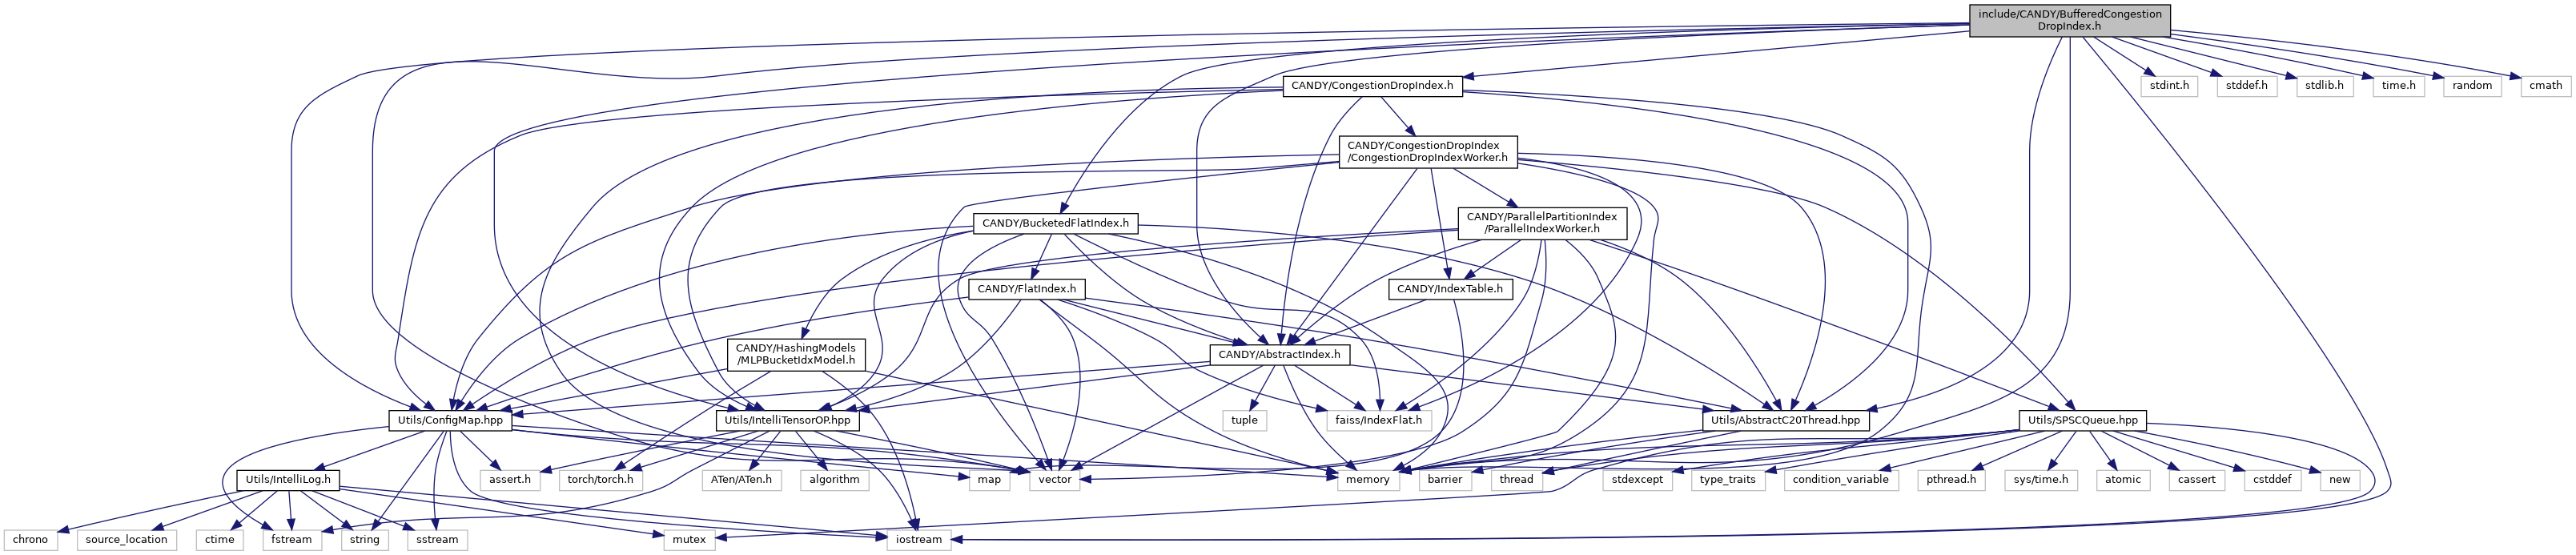 include/CANDY/BufferedCongestion
DropIndex.h
CANDY/CongestionDropIndex.h
stdint.h
stddef.h
stdlib.h
time.h
random
cmath
CANDY/CongestionDropIndex
/CongestionDropIndexWorker.h
CANDY/BucketedFlatIndex.h
CANDY/ParallelPartitionIndex
/ParallelIndexWorker.h
CANDY/FlatIndex.h
CANDY/IndexTable.h
CANDY/HashingModels
/MLPBucketIdxModel.h
CANDY/AbstractIndex.h
Utils/ConfigMap.hpp
Utils/IntelliTensorOP.hpp
tuple
faiss/IndexFlat.h
Utils/AbstractC20Thread.hpp
Utils/SPSCQueue.hpp
Utils/IntelliLog.h
assert.h
torch/torch.h
ATen/ATen.h
algorithm
map
vector
memory
barrier
thread
stdexcept
type_traits
condition_variable
pthread.h
sys/time.h
atomic
cassert
cstddef
new
chrono
source_location
ctime
fstream
string
sstream
mutex
iostream